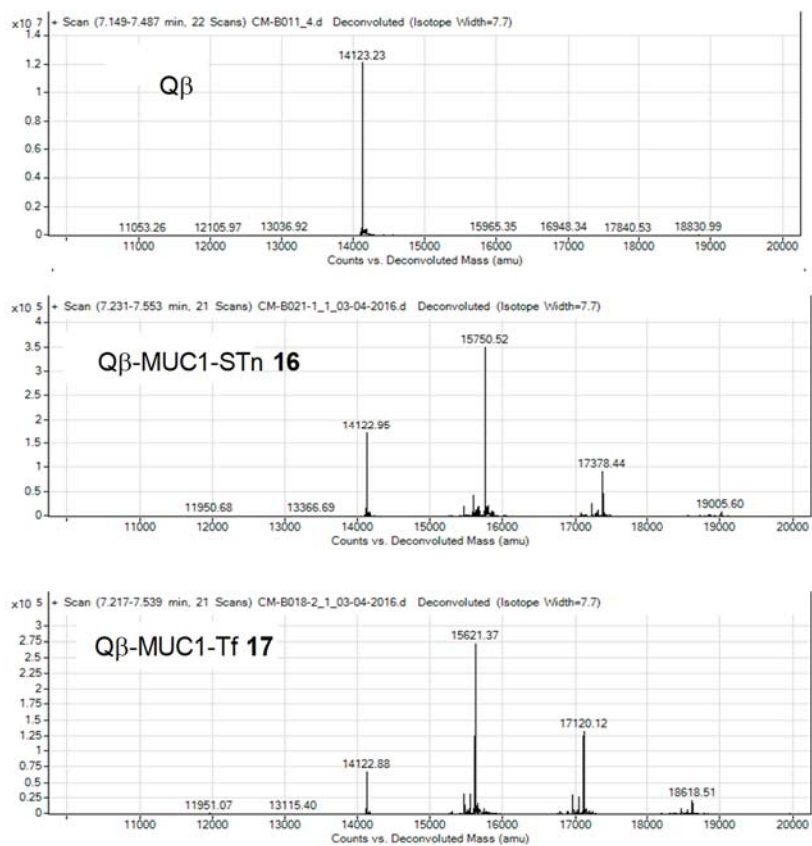 x10 7 + Scan (7.149-7.487 min, 22 Scans) CM-B011_4.d Deconvoluted (Isotope Width=7.7)
1.4
14123.23
1.2
Qβ
1
0.8
0.6
0.4
0.2
11053.26 12105.97 13036.92 15965.35 16948.34 17840.53 18830.99
0
11000 12000 13000 14000 15000 16000 17000 18000 19000 20000
Counts vs. Deconvoluted Mass (amu)
x10 5 + Scan (7.231-7.553 min, 21 Scans) CM-B021-1_1_03-04-2016.d Deconvoluted (Isotope Width=7.7)
4
15750.52
3.5
Qβ-MUC1-STn 16
3
2.5
2
14122.95
1.5
1
17378.44
0.5
11950.68 13366.69 19005.60
0
11000 12000 13000 14000 15000 16000 17000 18000 19000 20000
Counts vs. Deconvoluted Mass (amu)
x10 5 + Scan (7.217-7.539 min, 21 Scans) CM-B018-2_1_03-04-2016.d Deconvoluted (Isotope Width=7.7)
3
15621.37
2.75
Qβ-MUC1-Tf 17
2.5
2.25
2
1.75
1.5
17120.12
1.25
1
0.75
14122.88
0.5
0.25
18618.51
11951.07 13115.40
0
11000 12000 13000 14000 15000 16000 17000 18000 19000 20000
Counts vs. Deconvoluted Mass (amu)